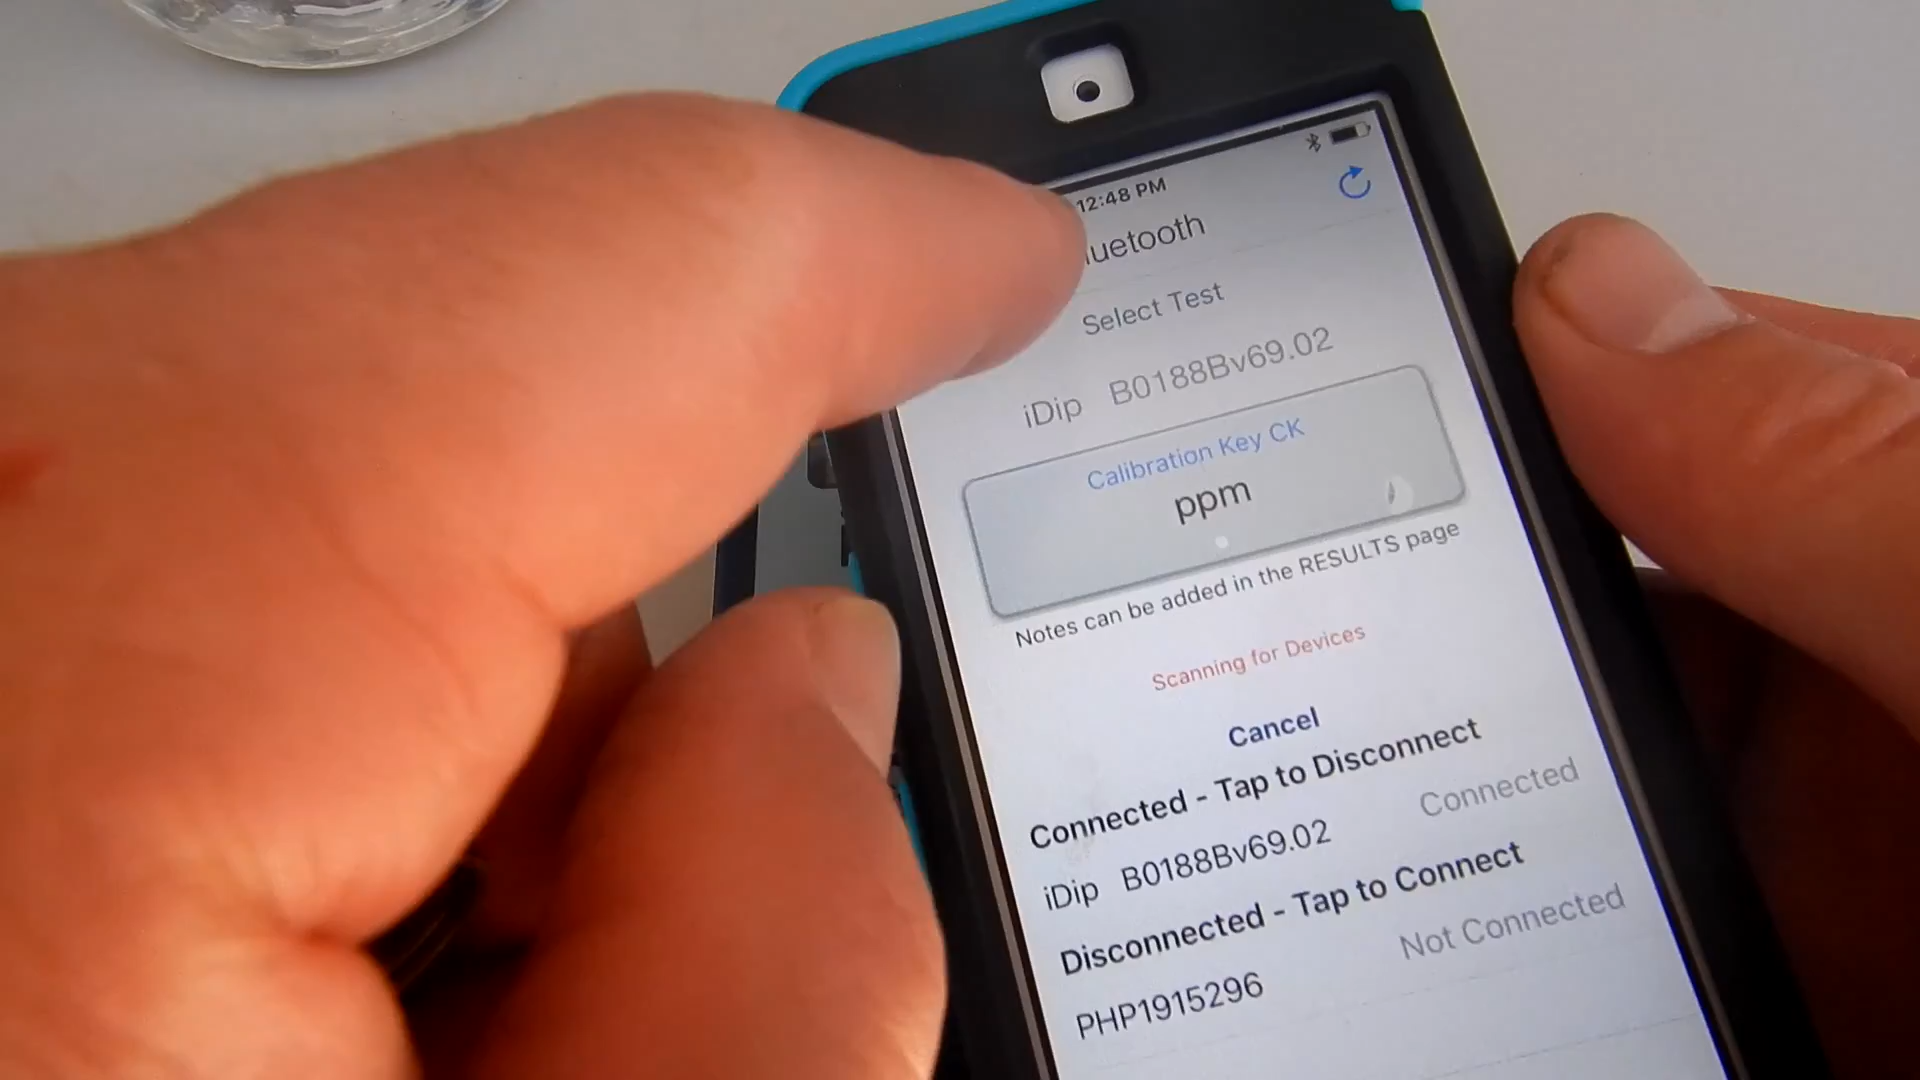 12:48 PM
luetooth
Select Test
iDip B0188Bv69.02
Calibration Key CK
ppm
Notes can be added in the RESULTS page
Scanning for Devices
Cancel
Connected - Tap to Disconnect
iDip B0188Bv69.02 Connected
Disconnected - Tap to Connect
PHP1915296 Not Connected